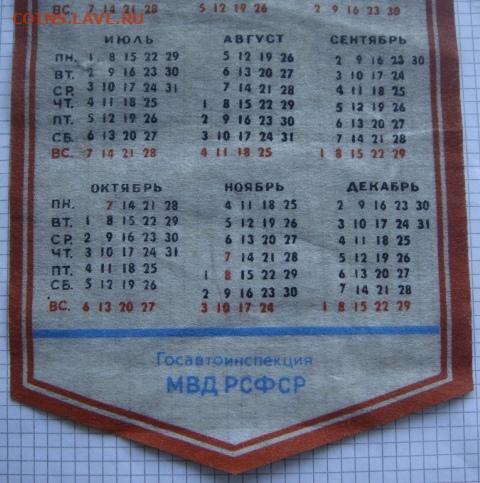 COINS.LAVE.RU
ВС. 7 14 21 28 5 12 19 26 2 9 16 23 30
ИЮЛЬ АВГУСТ СЕНТЯБРЬ
ПН. 1 8 15 22 29 5 12 19 26 2 9 16 23 30
ВТ. 2 9 16 23 30 6 13 20 27 3 10 17 24
СР. 3 10 17 24 31 7 14 21 28 4 11 18 25
ЧТ. 4 11 18 25 1 8 15 22 29 5 12 19 26
ПТ. 5 12 19 26 2 9 16 23 30 6 13 20 27
СБ. 6 13 20 27 3 10 17 24 31 7 14 21 28
ВС. 7 14 21 28 4 11 18 25 1 8 15 22 29
ОКТЯБРЬ НОЯБРЬ ДЕКАБРЬ
ПН. 7 14 21 28 4 11 18 25 2 9 16 23 30
ВТ. 1 8 15 22 29 5 12 19 26 3 10 17 24 31
СР. 2 9 16 23 30 6 13 20 27 4 11 18 25
ЧТ. 3 10 17 24 31 7 14 21 28 5 12 19 26
ПТ. 4 11 18 25 1 8 15 22 29 6 13 20 27
СБ. 5 12 19 26 2 9 16 23 30 7 14 21 28
ВС. 6 13 20 27 3 10 17 24 1 8 15 22 29
Госавтоинспекция
МВД РСФСР